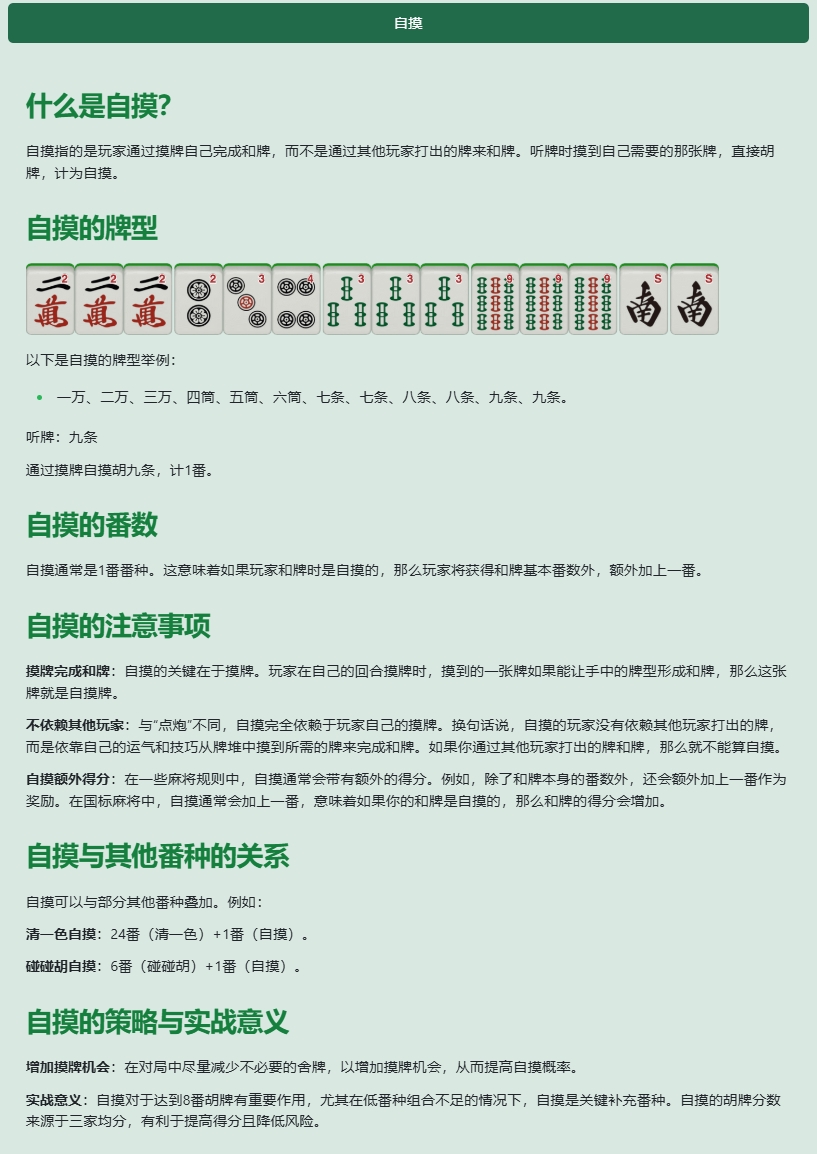 自摸
什么是自摸?
自摸指的是玩家通过摸牌自己完成和牌，而不是通过其他玩家打出的牌来和牌。听牌时摸到自己需要的那张牌，直接胡
牌，计为自摸。
自摸的牌型
2 2 2 2 3 4 3 3 3 9 9 9 S S
二萬 二萬 二萬 南 南
以下是自摸的牌型举例：
一万、二万、三万、四筒、五筒、六筒、七条、七条、八条、八条、九条、九条。
听牌：九条
通过摸牌自摸胡九条，计1番。
自摸的番数
自摸通常是1番番种。这意味着如果玩家和牌时是自摸的，那么玩家将获得和牌基本番数外，额外加上一番。
自摸的注意事项
摸牌完成和牌：自摸的关键在于摸牌。玩家在自己的回合摸牌时，摸到的一张牌如果能让手中的牌型形成和牌，那么这张
牌就是自摸牌。
不依赖其他玩家：与“点炮”不同，自摸完全依赖于玩家自己的摸牌。换句话说，自摸的玩家没有依赖其他玩家打出的牌，
而是依靠自己的运气和技巧从牌堆中摸到所需的牌来完成和牌。如果你通过其他玩家打出的牌和牌，那么就不能算自摸。
自摸额外得分：在一些麻将规则中，自摸通常会带有额外的得分。例如，除了和牌本身的番数外，还会额外加上一番作为
奖励。在国标麻将中，自摸通常会加上一番，意味着如果你的和牌是自摸的，那么和牌的得分会增加。
自摸与其他番种的关系
自摸可以与部分其他番种叠加。例如：
清一色自摸：24番（清一色）+1番（自摸）。
碰碰胡自摸：6番（碰碰胡）+1番（自摸）。
自摸的策略与实战意义
增加摸牌机会：在对局中尽量减少不必要的舍牌，以增加摸牌机会，从而提高自摸概率。
实战意义：自摸对于达到8番胡牌有重要作用，尤其在低番种组合不足的情况下，自摸是关键补充番种。自摸的胡牌分数
来源于三家均分，有利于提高得分且降低风险。